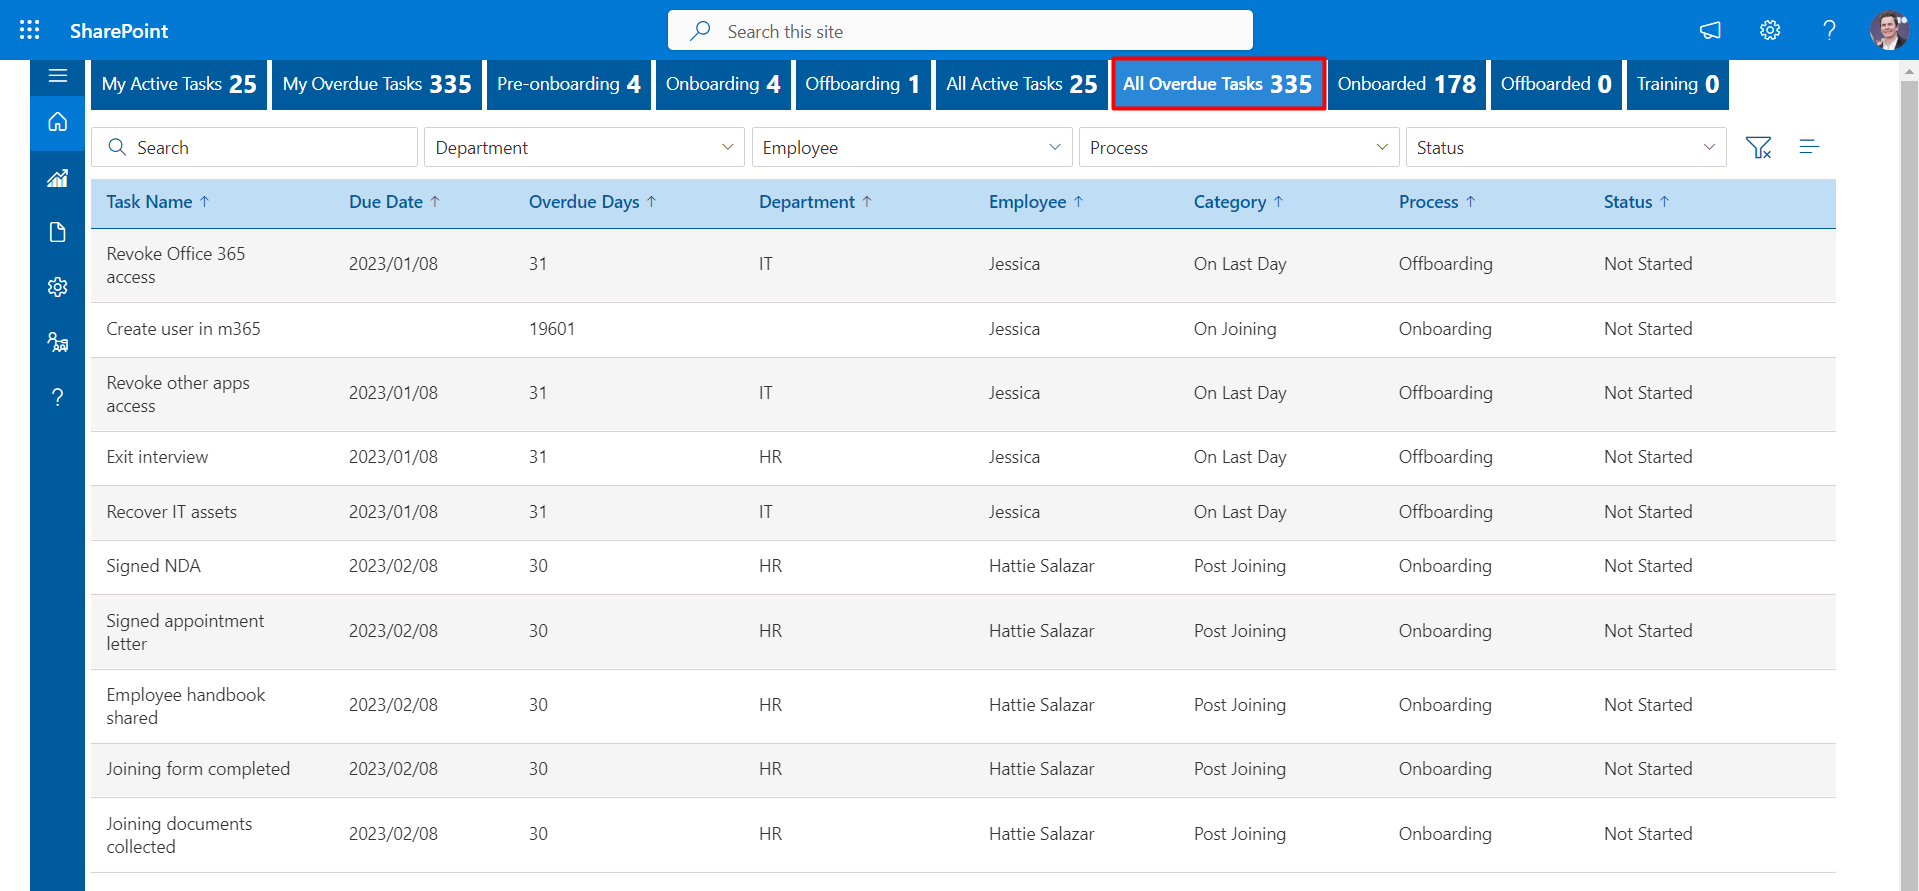 SharePoint
Search this site
My Active Tasks 25
My Overdue Tasks 335
Pre-onboarding 4
Onboarding 4
Offboarding 1
All Active Tasks 25
All Overdue Tasks 335
Onboarded 178
Offboarded 0
Training 0
Search
Department
Employee
Process
Status
Task Name ↑ Due Date ↑ Overdue Days ↑ Department ↑ Employee ↑ Category ↑ Process ↑ Status ↑
Revoke Office 365
access
2023/01/08 31 IT Jessica On Last Day Offboarding Not Started
Create user in m365 19601 Jessica On Joining Onboarding Not Started
Revoke other apps
access
2023/01/08 31 IT Jessica On Last Day Offboarding Not Started
Exit interview 2023/01/08 31 HR Jessica On Last Day Offboarding Not Started
Recover IT assets 2023/01/08 31 IT Jessica On Last Day Offboarding Not Started
Signed NDA 2023/02/08 30 HR Hattie Salazar Post Joining Onboarding Not Started
Signed appointment
letter
2023/02/08 30 HR Hattie Salazar Post Joining Onboarding Not Started
Employee handbook
shared
2023/02/08 30 HR Hattie Salazar Post Joining Onboarding Not Started
Joining form completed 2023/02/08 30 HR Hattie Salazar Post Joining Onboarding Not Started
Joining documents
collected
2023/02/08 30 HR Hattie Salazar Post Joining Onboarding Not Started